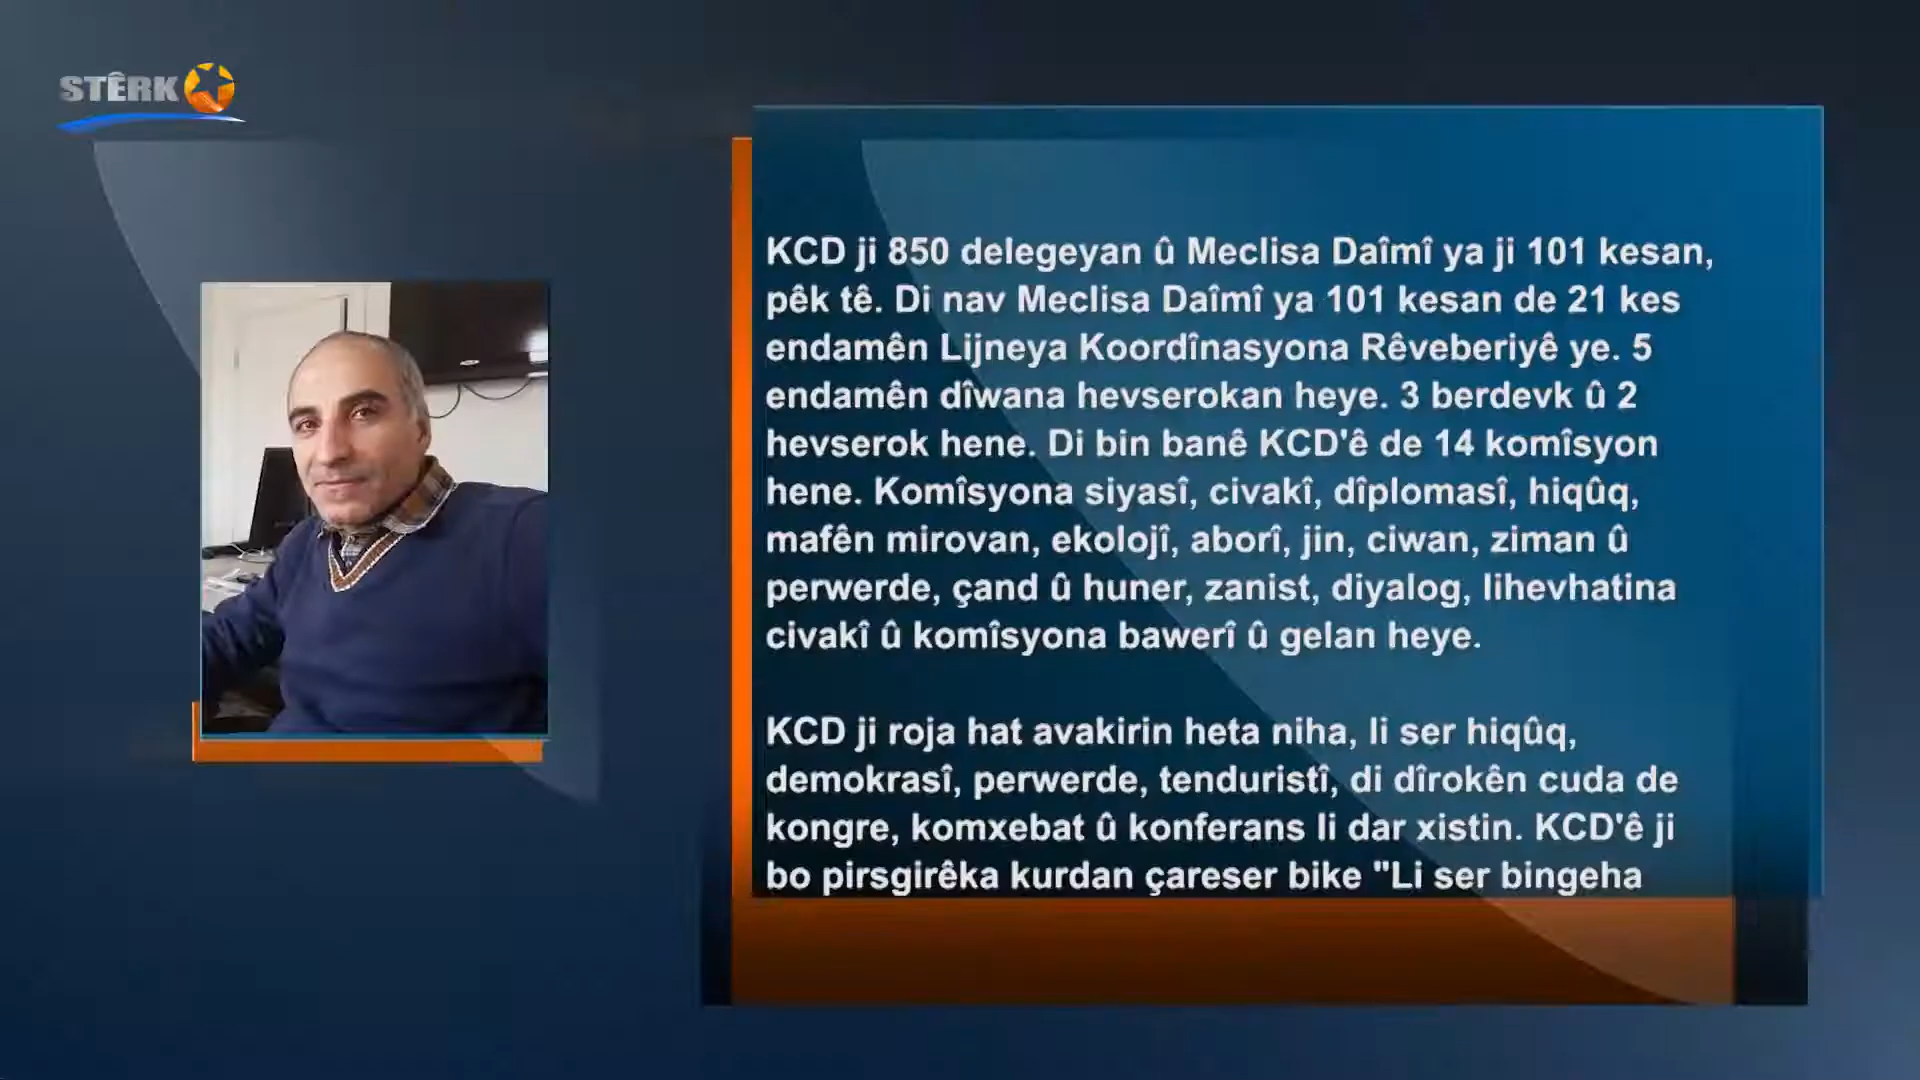 STÊRK
KCD ji 850 delegeyan û Meclisa Daîmî ya ji 101 kesan,
pêk tê. Di nav Meclisa Daîmî ya 101 kesan de 21 kes
endamên Lijneya Koordînasyona Rêveberiyê ye. 5
endamên dîwana hevserokan heye. 3 berdevk û 2
hevserok hene. Di bin banê KCD'ê de 14 komîsyon
hene. Komîsyona siyasî, civakî, dîplomasî, hiqûq,
mafên mirovan, ekolojî, aborî, jin, ciwan, ziman û
perwerde, çand û huner, zanist, diyalog, lihevhatina
civakî û komîsyona bawerî û gelan heye.
KCD ji roja hat avakirin heta niha, li ser hiqûq,
demokrasî, perwerde, tenduristî, di dîrokên cuda de
kongre, komxebat û konferans li dar xistin. KCD'ê ji
bo pirsgirêka kurdan çareser bike "Li ser bingeha